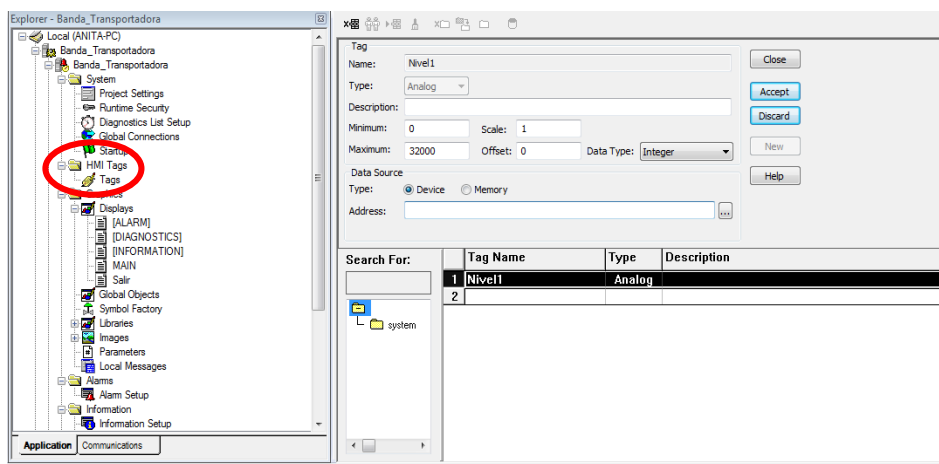 Explorer - Banda_Transportadora
Local (ANITA-PC)
Banda_Transportadora
Banda_Transportadora
System
Project Settings
Runtime Security
Diagnostics List Setup
Global Connections
Startup
HMI Tags
Tags
Graphics
Displays
[ALARM]
[DIAGNOSTICS]
[INFORMATION]
MAIN
Salir
Global Objects
Symbol Factory
Libraries
Images
Parameters
Local Messages
Alarms
Alarm Setup
Information
Information Setup
Application Communications
Tag
Name: Nivel1
Close
Type: Analog
Accept
Description:
Discard
Minimum: 0 Scale: 1
Maximum: 32000 Offset: 0 Data Type: Integer
New
Data Source
Help
Type: Device Memory
Address: ...
Search For:
system
Tag Name Type Description
1 Nivel1 Analog
2